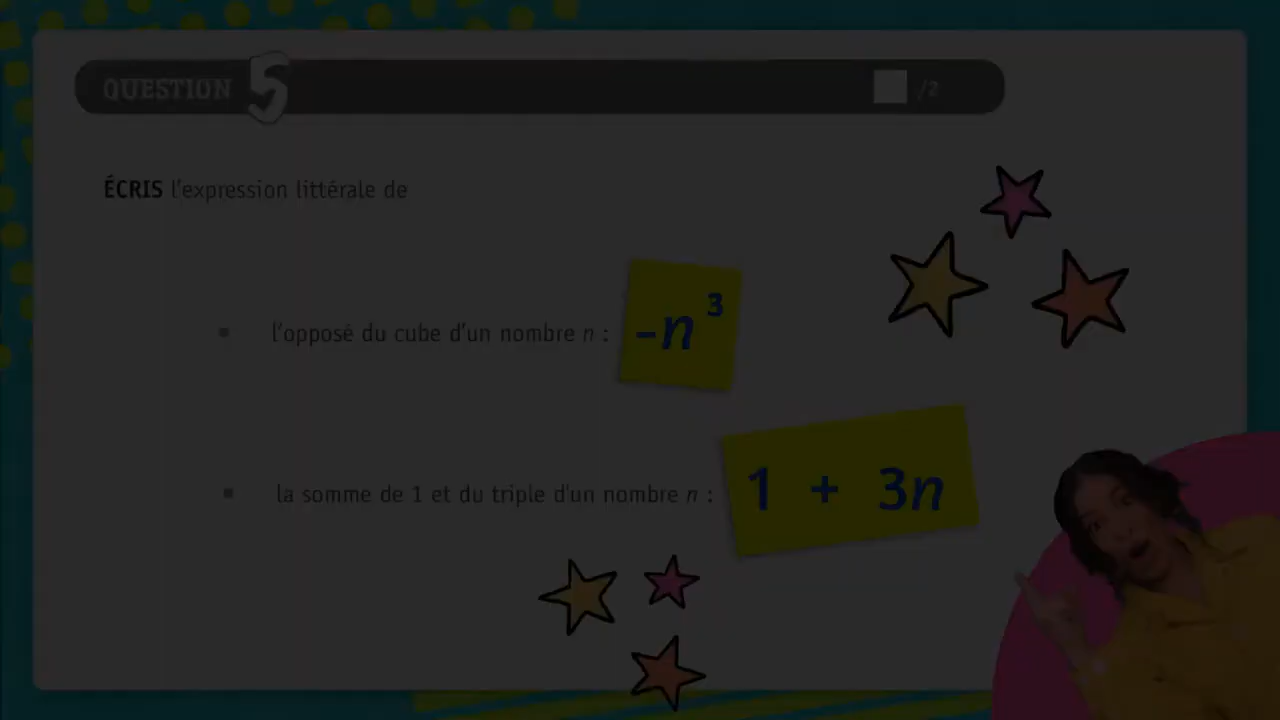 QUESTION 5 /2
ÉCRIS l'expression littérale de
▪ l'opposé du cube d'un nombre n : –n³
▪ la somme de 1 et du triple d'un nombre n : 1 + 3n